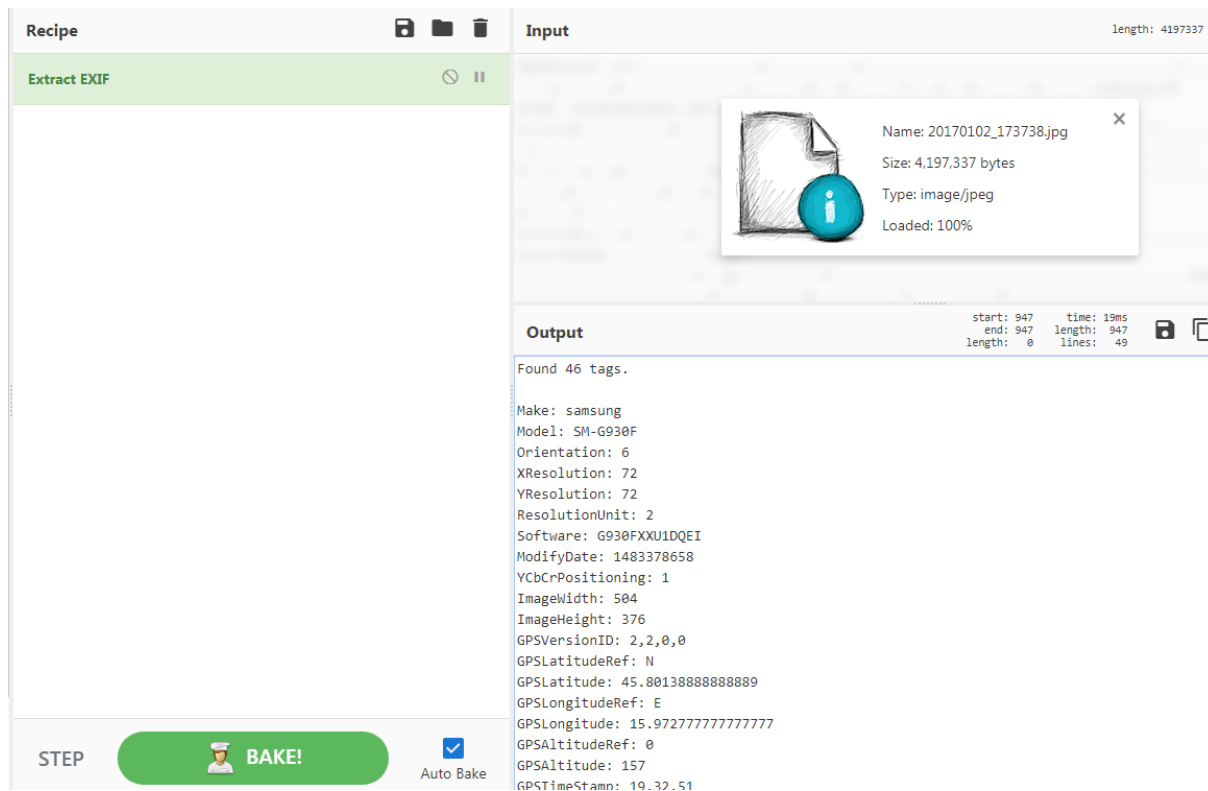 Recipe
Extract EXIF
STEP
BAKE!
Auto Bake
Input
length: 4197337
Name: 20170102_173738.jpg
Size: 4,197,337 bytes
Type: image/jpeg
Loaded: 100%
Output
start: 947 time: 19ms
end: 947 length: 947
length: 0 lines: 49
Found 46 tags.
Make: samsung
Model: SM-G930F
Orientation: 6
XResolution: 72
YResolution: 72
ResolutionUnit: 2
Software: G930FXXU1DQEI
ModifyDate: 1483378658
YCbCrPositioning: 1
ImageWidth: 504
ImageHeight: 376
GPSVersionID: 2,2,0,0
GPSLatitudeRef: N
GPSLatitude: 45.80138888888889
GPSLongitudeRef: E
GPSLongitude: 15.972777777777777
GPSAltitudeRef: 0
GPSAltitude: 157
GPSTimeStamp: 19,32,51